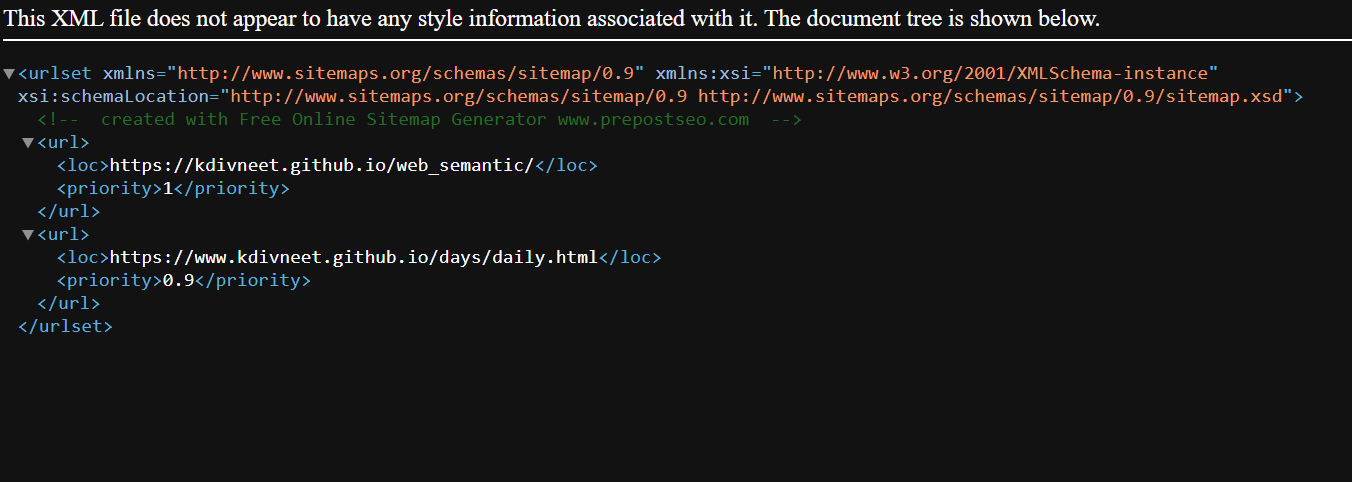 This XML file does not appear to have any style information associated with it. The document tree is shown below.
▼<urlset xmlns="http://www.sitemaps.org/schemas/sitemap/0.9" xmlns:xsi="http://www.w3.org/2001/XMLSchema-instance"
xsi:schemaLocation="http://www.sitemaps.org/schemas/sitemap/0.9 http://www.sitemaps.org/schemas/sitemap/0.9/sitemap.xsd">
<!--  created with Free Online Sitemap Generator www.prepostseo.com  -->
▼<url>
<loc>https://kdivneet.github.io/web_semantic/</loc>
<priority>1</priority>
</url>
▼<url>
<loc>https://www.kdivneet.github.io/days/daily.html</loc>
<priority>0.9</priority>
</url>
</urlset>